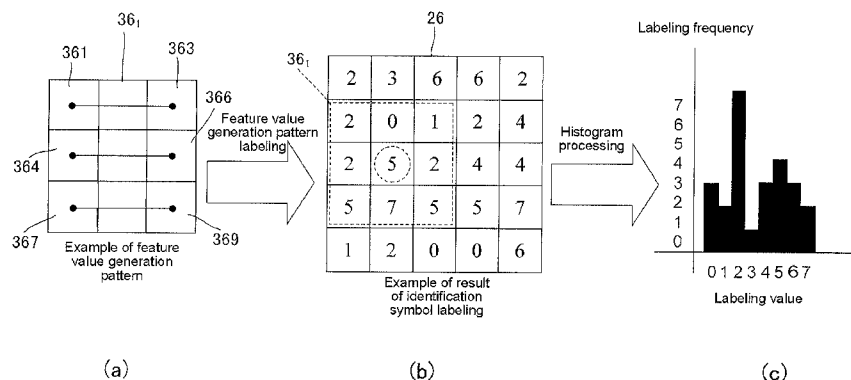 361
36₁
363
366
364
367
369
Example of feature
value generation
pattern
(a)
Feature value
generation pattern
labeling
26
36₁
2 3 6 6 2
2 0 1 2 4
2 5 2 4 4
5 7 5 5 7
1 2 0 0 6
Example of result
of identification
symbol labeling
(b)
Histogram
processing
Labeling frequency
7
6
5
4
3
2
1
0
0 1 2 3 4 5 6 7
Labeling value
(c)